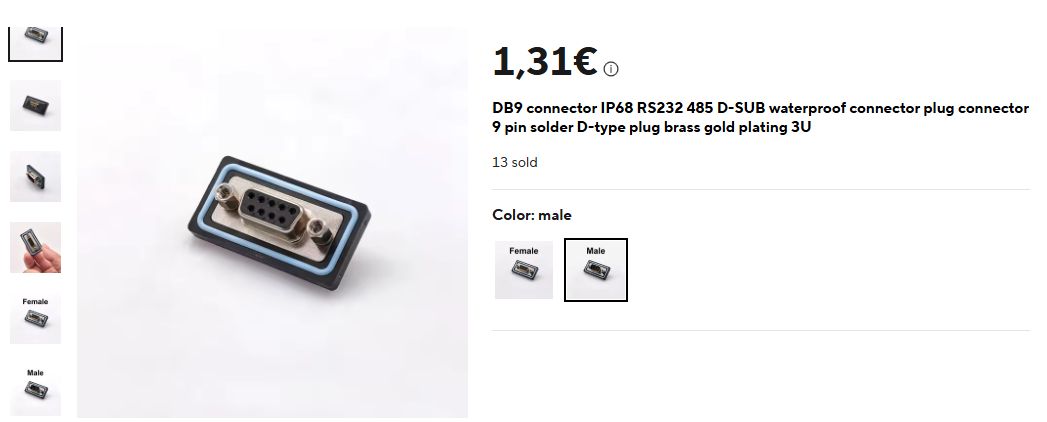 1,31€
DB9 connector IP68 RS232 485 D-SUB waterproof connector plug connector
9 pin solder D-type plug brass gold plating 3U
13 sold
Color: male
Female
Male
Female
Male